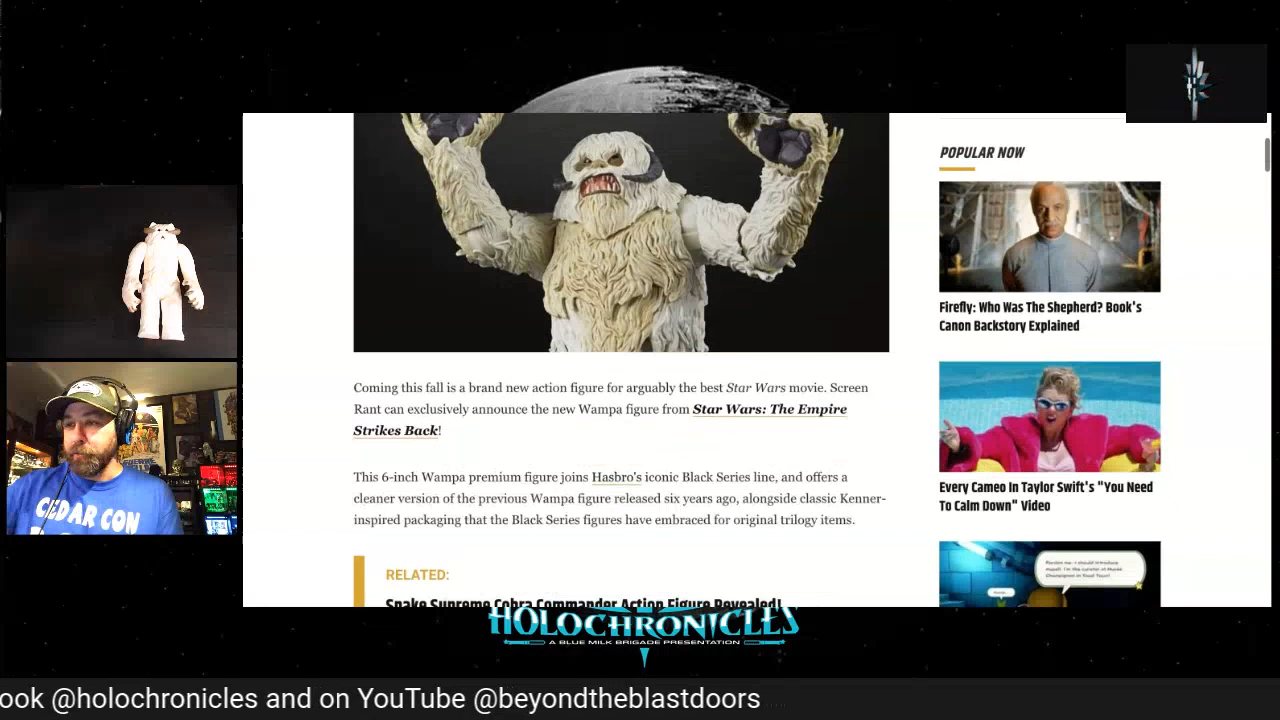 POPULAR NOW
Firefly: Who Was The Shepherd? Book's
Canon Backstory Explained
Every Cameo In Taylor Swift's "You Need
To Calm Down" Video
Coming this fall is a brand new action figure for arguably the best Star Wars movie. Screen
Rant can exclusively announce the new Wampa figure from Star Wars: The Empire
Strikes Back!
This 6-inch Wampa premium figure joins Hasbro's iconic Black Series line, and offers a
cleaner version of the previous Wampa figure released six years ago, alongside classic Kenner-
inspired packaging that the Black Series figures have embraced for original trilogy items.
RELATED:
Snake Supreme Cobra Commander Action Figure Revealed!
CEDAR CON
HOLOCHRONICLES
A BLUE MILK BRIGADE PRESENTATION
ook @holochronicles and on YouTube @beyondtheblastdoors